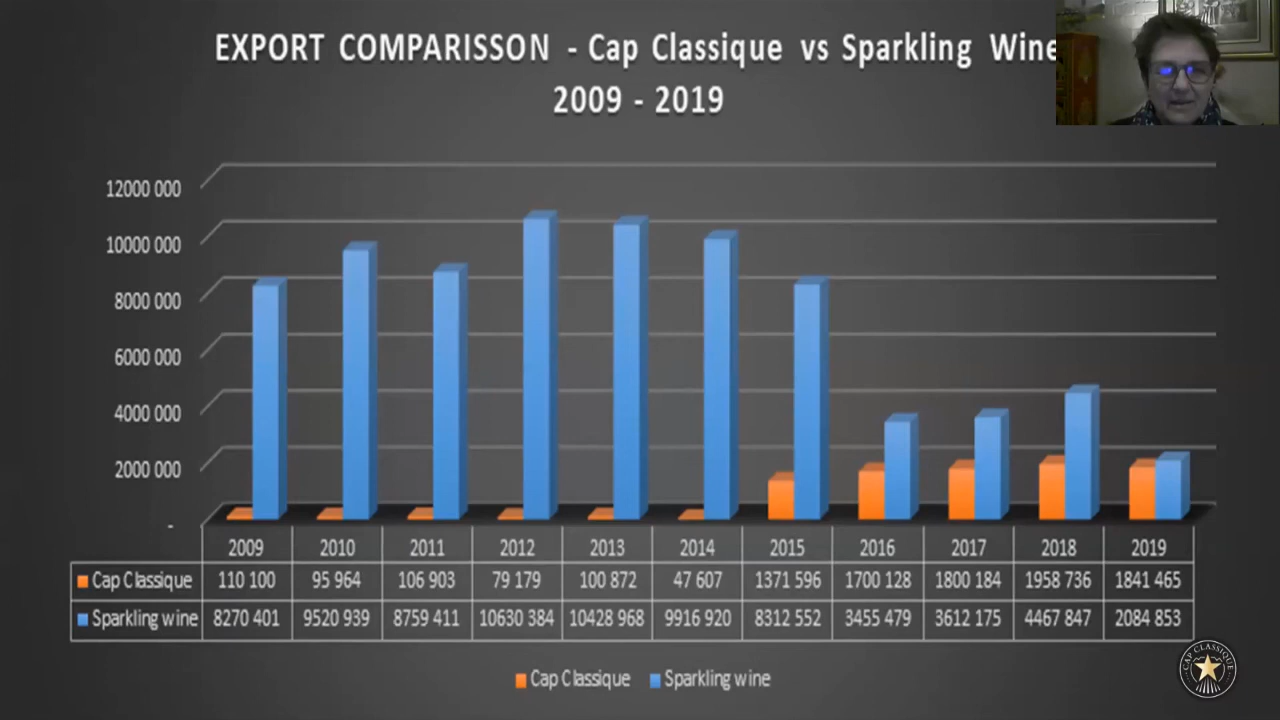 EXPORT COMPARISSON - Cap Classique vs Sparkling Wine
2009 - 2019
12000 000
10000 000
8000 000
6000 000
4000 000
2000 000
-
2009 2010 2011 2012 2013 2014 2015 2016 2017 2018 2019
Cap Classique 110 100 95 964 106 903 79 179 100 872 47 607 1371 596 1700 128 1800 184 1958 736 1841 465
Sparkling wine 8270 401 9520 939 8759 411 10630 384 10428 968 9916 920 8312 552 3455 479 3612 175 4467 847 2084 853
Cap Classique Sparkling wine
CAP CLASSIQUE